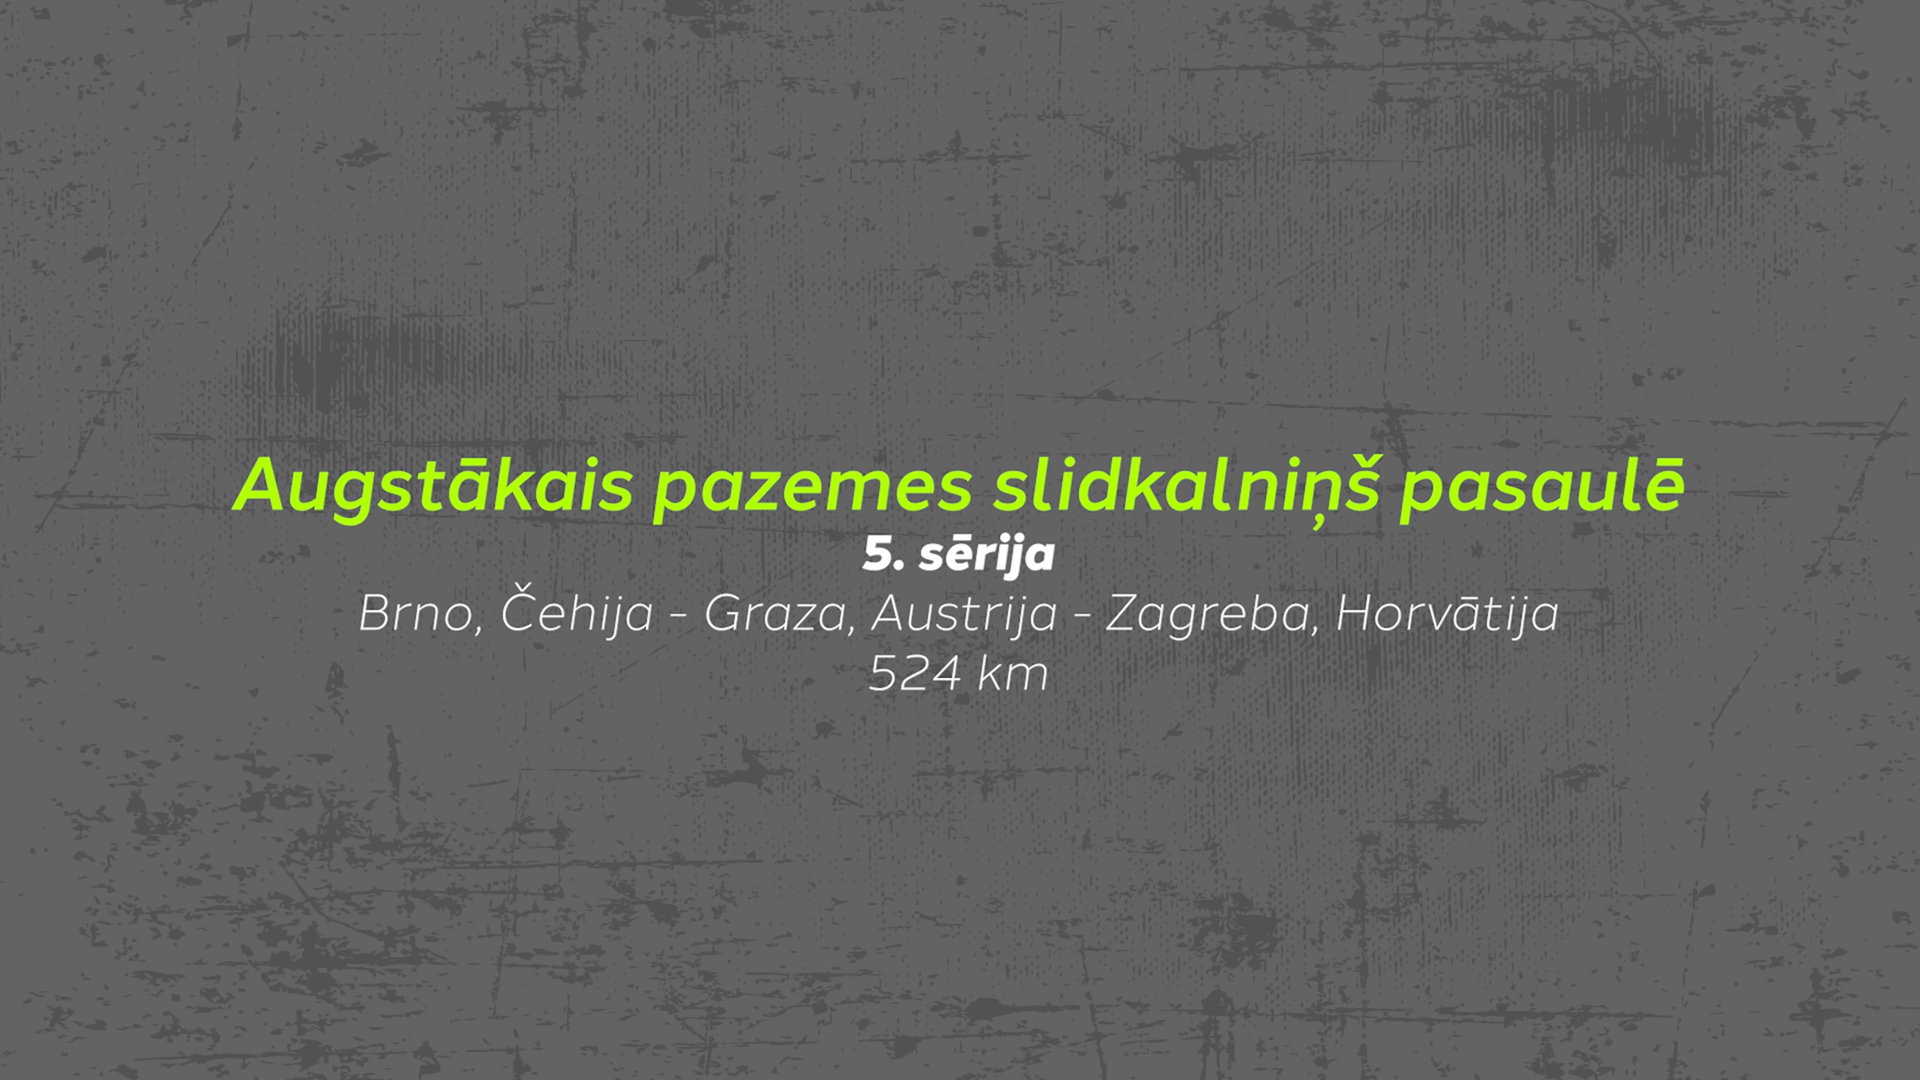 Augstākais pazemes slidkalniņš pasaulē
5. sērija
Brno, Čehija - Graza, Austrija - Zagreba, Horvātija
524 km